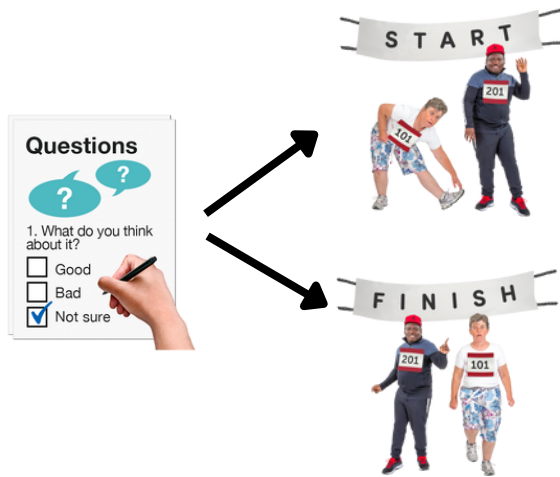 Questions
?
?
1. What do you think
about it?
Good
Bad
Not sure
START
201
101
FINISH
201
101